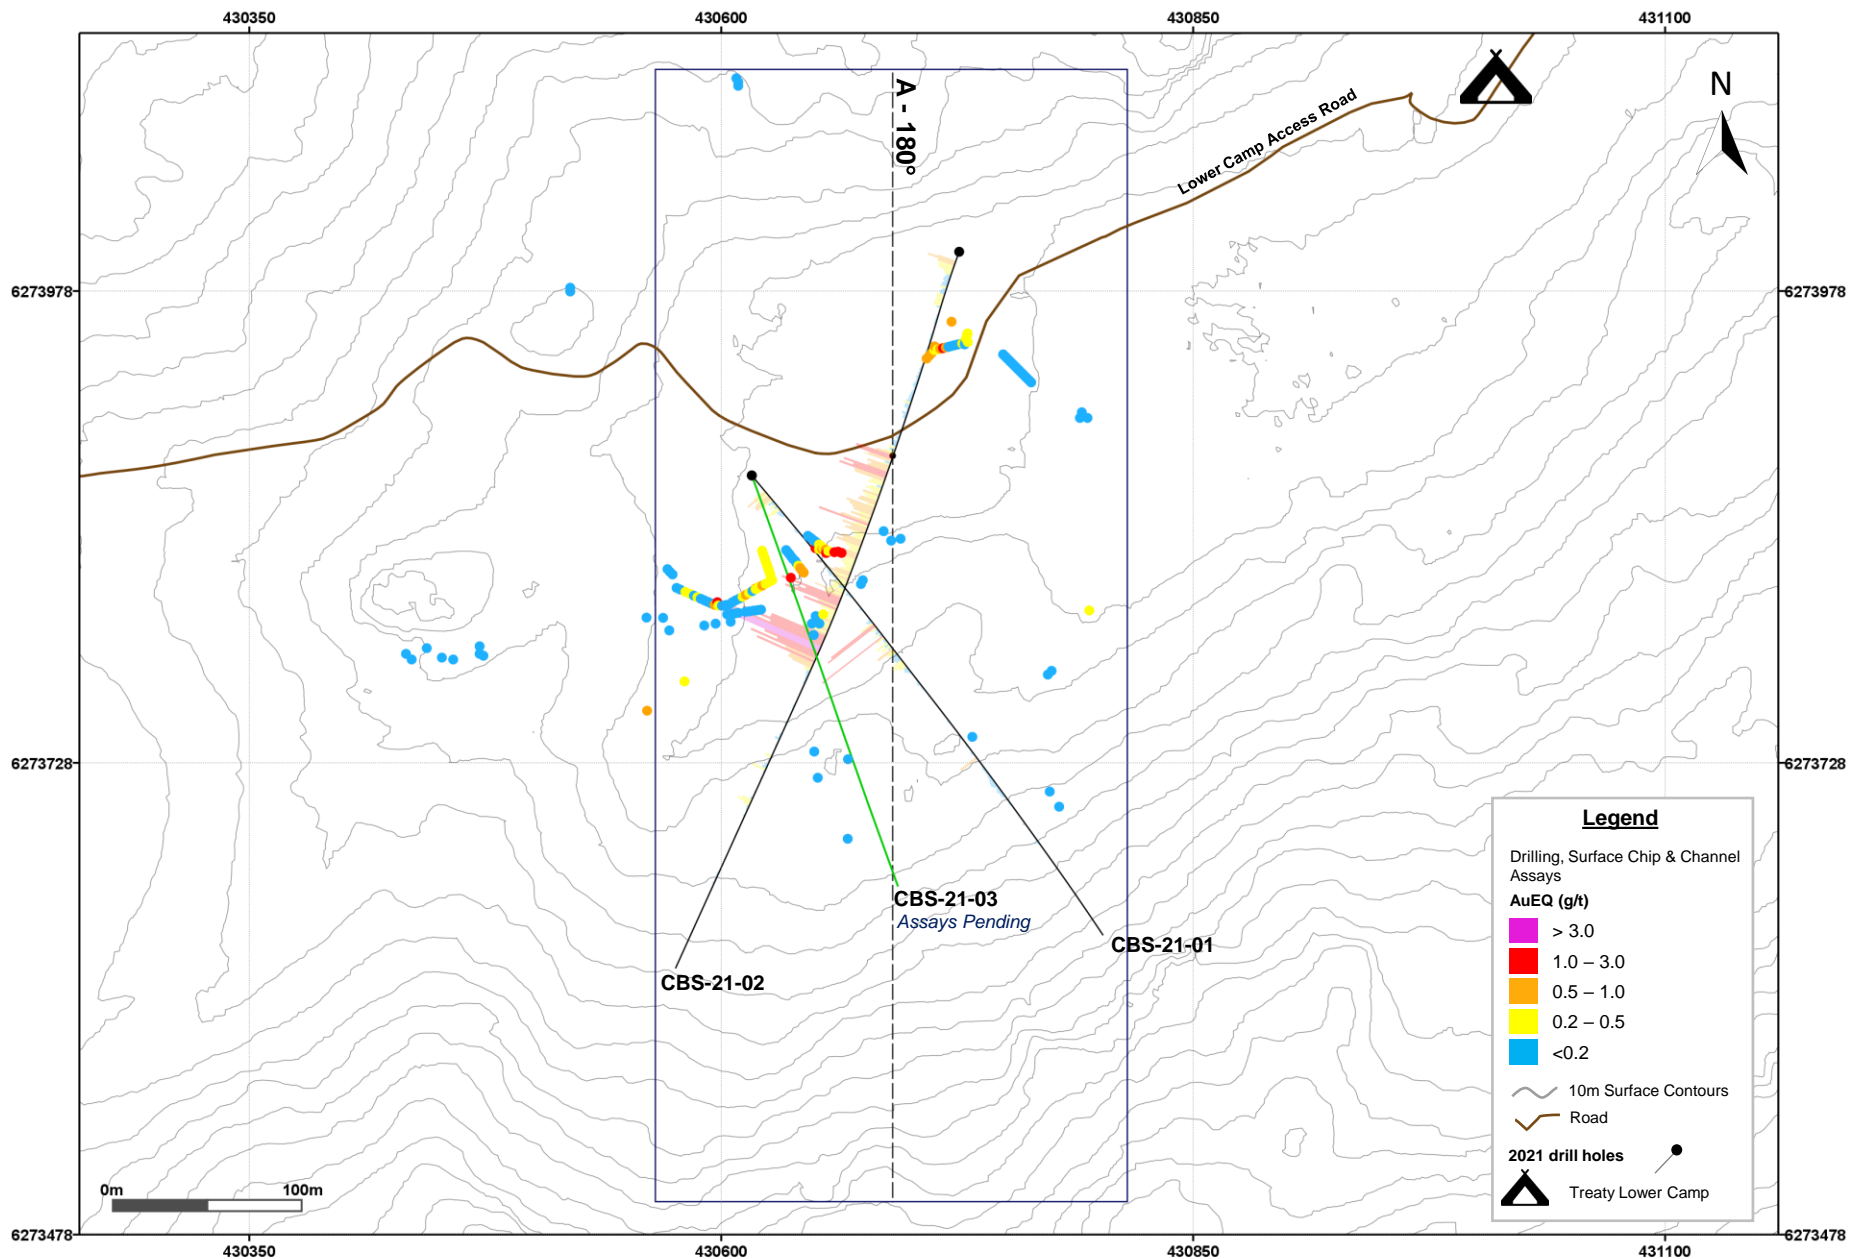 430350 430600 430850 431100
A - 180°
Lower Camp Access Road
N
6273978 6273978
6273728 6273728
CBS-21-03
Assays Pending
CBS-21-01
CBS-21-02
Legend
Drilling, Surface Chip & Channel
Assays
AuEQ (g/t)
> 3.0
1.0 – 3.0
0.5 – 1.0
0.2 – 0.5
<0.2
10m Surface Contours
Road
2021 drill holes
Treaty Lower Camp
0m 100m
6273478 6273478
430350 430600 430850 431100